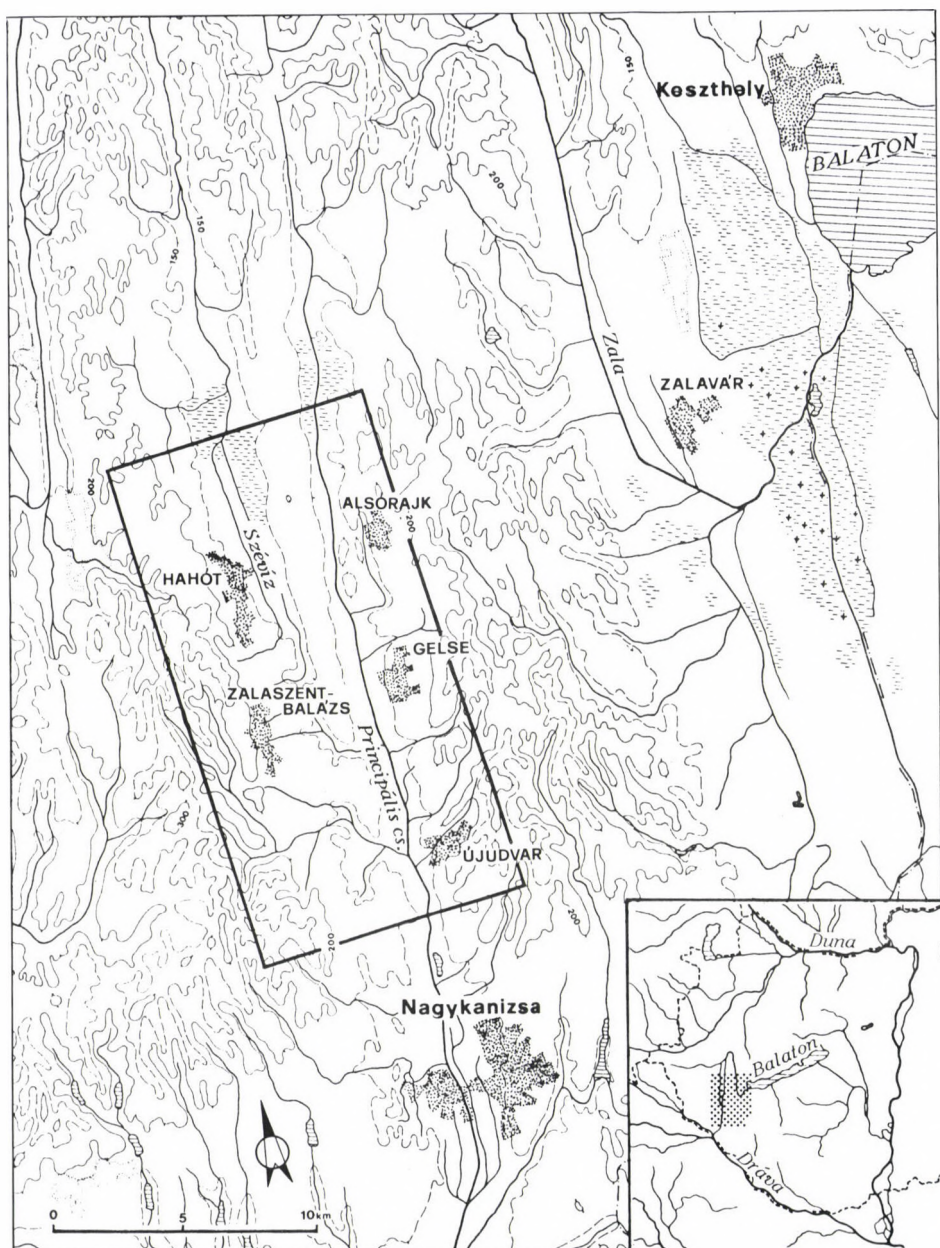 Keszthely
150
BALATON
200
150
150
Zala
ZALAVÁR
200
ALSÓRAJK
200
Szévíz
HAHÓT
GELSE
ZALASZENT-
BALÁZS
Principális cs.
200
ÚJUDVAR
200
200
Nagykanizsa
Duna
Balaton
Dráva
0 5 10 km